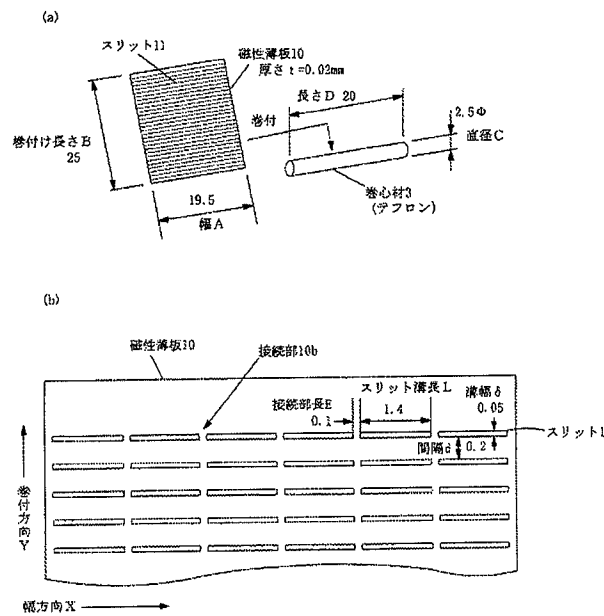 (a)
スリット11
磁性薄板10
厚さ t=0.02mm
長さD 20
巻付
2.5Φ
直径C
巻付け長さB
25
巻心材3
(テフロン)
19.5
幅A
(b)
磁性薄板10
接続部10b
スリット溝長L
溝幅δ
接続部長E
1.4
0.05
0.1
スリット1
間隔d
0.2
巻付方向Y
幅方向X